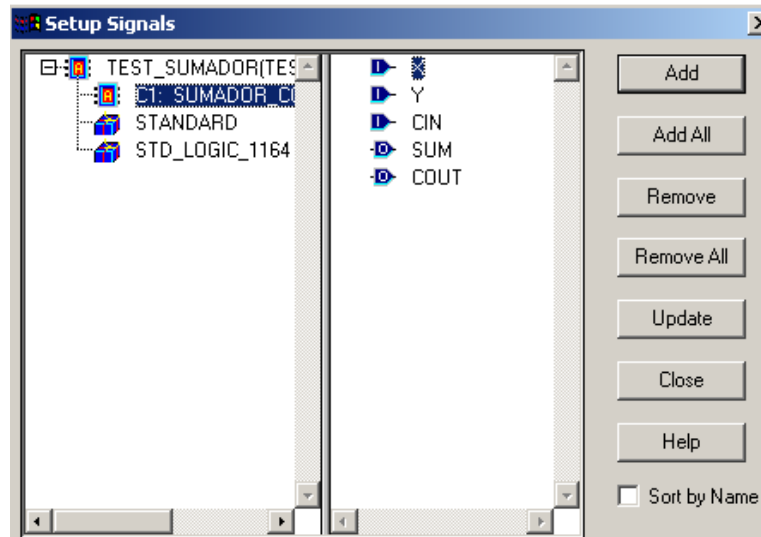 Setup Signals
TEST_SUMADOR(TES
C1: SUMADOR_C
STANDARD
STD_LOGIC_1164
X
Y
CIN
SUM
COUT
Add
Add All
Remove
Remove All
Update
Close
Help
Sort by Name